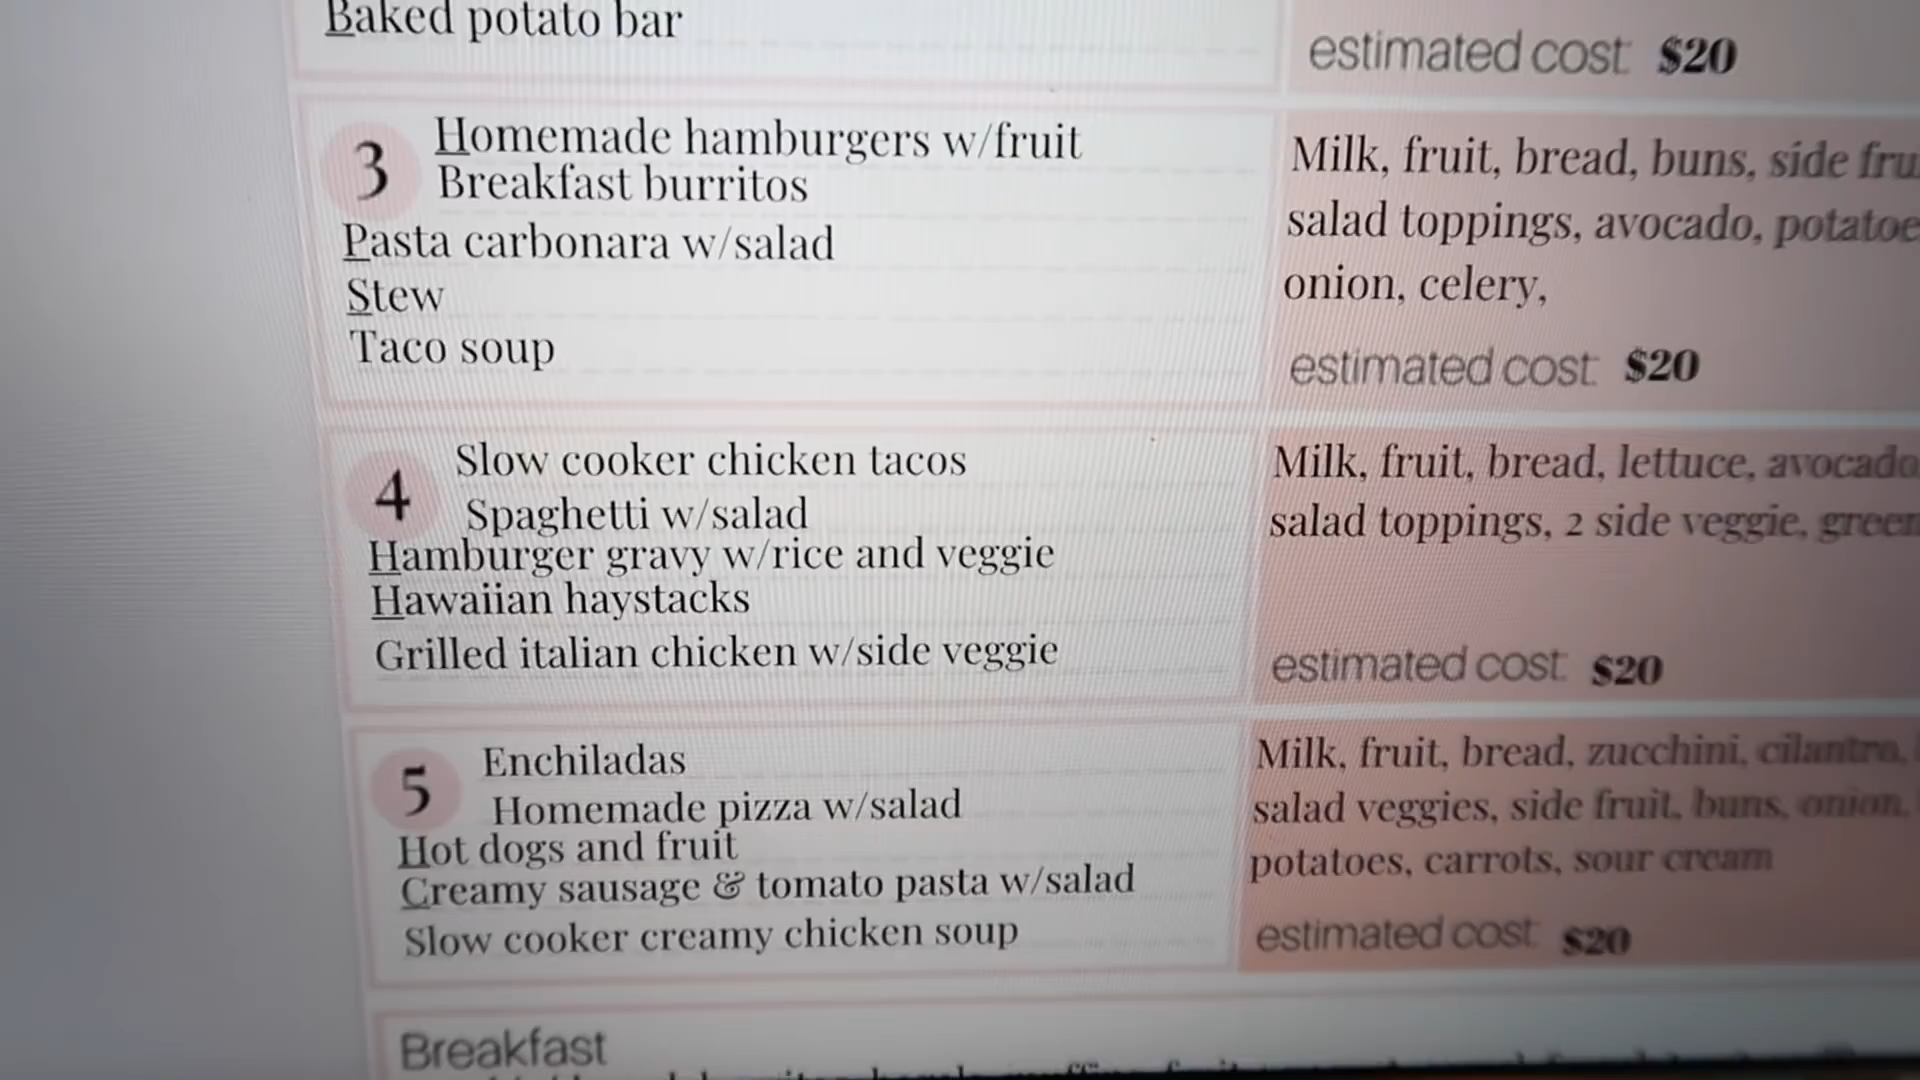 Baked potato bar
estimated cost: $20
3
Homemade hamburgers w/fruit
Breakfast burritos
Pasta carbonara w/salad
Stew
Taco soup
Milk, fruit, bread, buns, side
salad toppings, avocado,
onion, celery,
estimated cost: $20
4
Slow cooker chicken tacos
Spaghetti w/salad
Hamburger gravy w/rice and veggie
Hawaiian haystacks
Grilled italian chicken w/side veggie
Milk, fruit, bread, lettuce, avocado
salad toppings, 2 side veggie, green
estimated cost: $20
5
Enchiladas
Homemade pizza w/salad
Hot dogs and fruit
Creamy sausage & tomato pasta w/salad
Slow cooker creamy chicken soup
Milk, fruit, bread, zucchini, cilantro,
salad veggies, side fruit, buns, onion,
potatoes, carrots, sour cream
estimated cost: $20
Breakfast